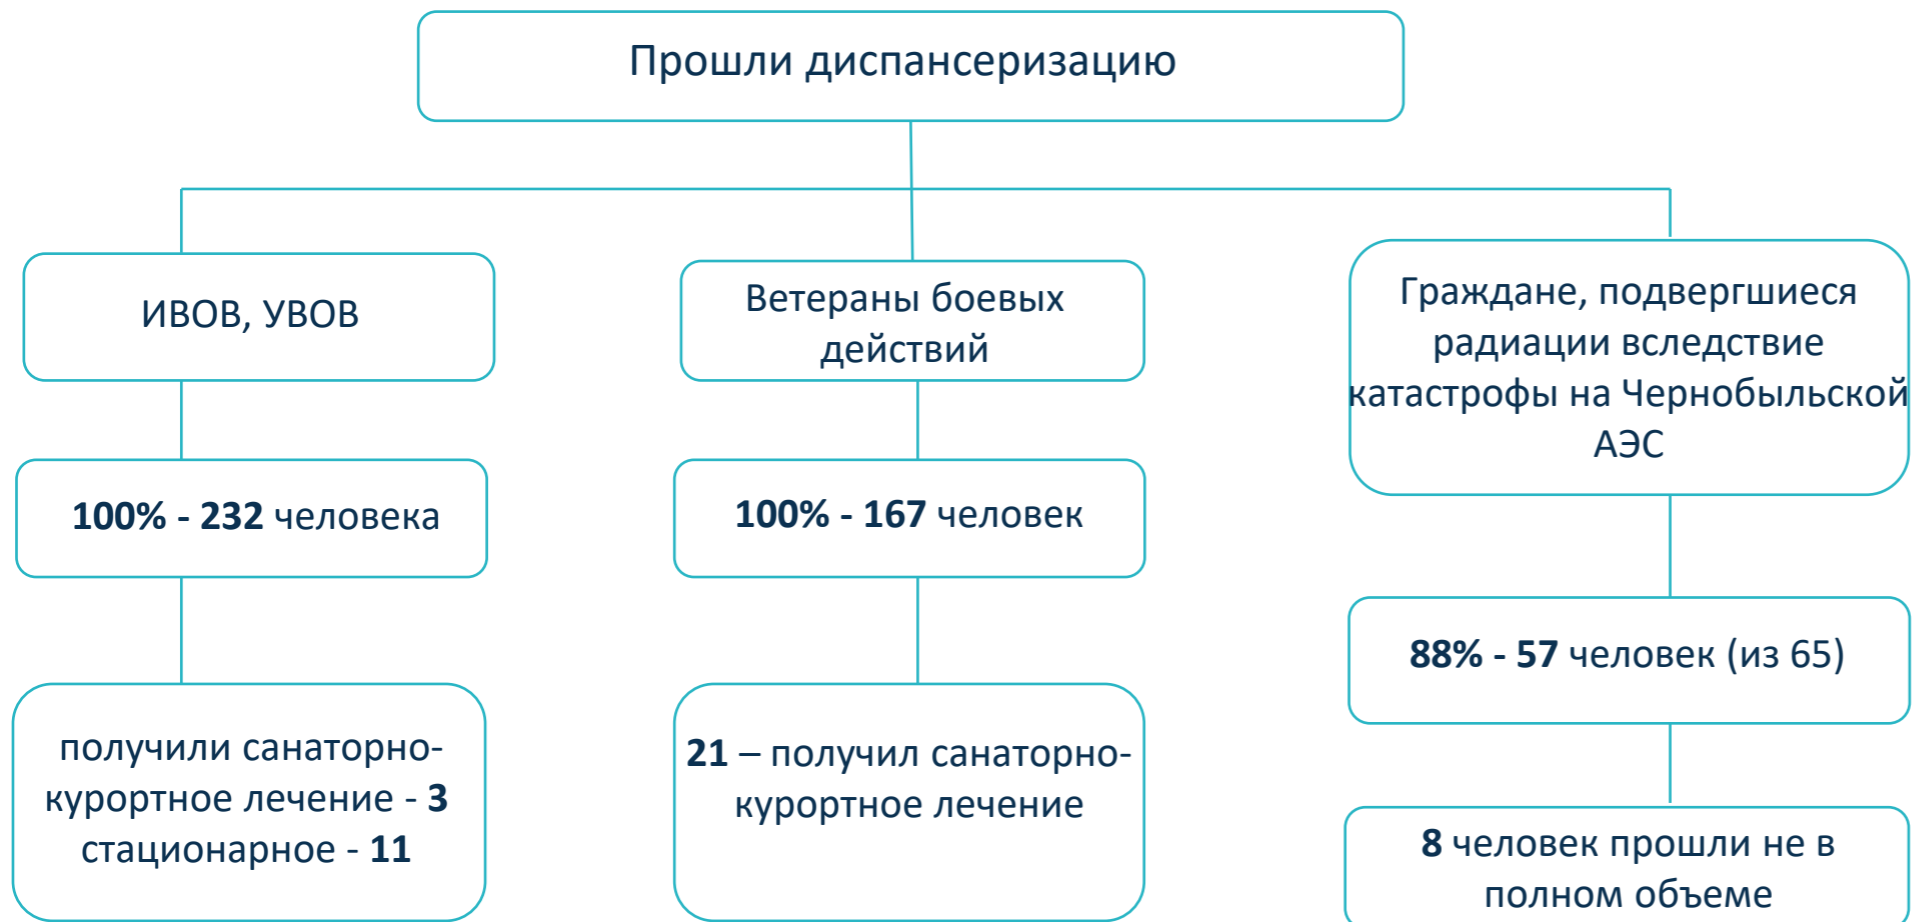 Прошли диспансеризацию
ИВОВ, УВОВ
Ветераны боевых
действий
Граждане, подвергшиеся
радиации вследствие
катастрофы на Чернобыльской
АЭС
100% - 232 человека
100% - 167 человек
88% - 57 человек (из 65)
получили санаторно-
курортное лечение - 3
стационарное - 11
21 – получил санаторно-
курортное лечение
8 человек прошли не в
полном объеме